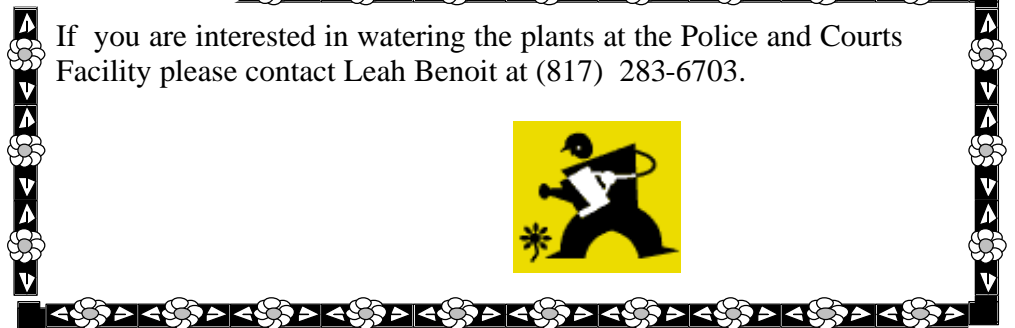 If  you are interested in watering the plants at the Police and Courts
Facility please contact Leah Benoit at (817)  283-6703.